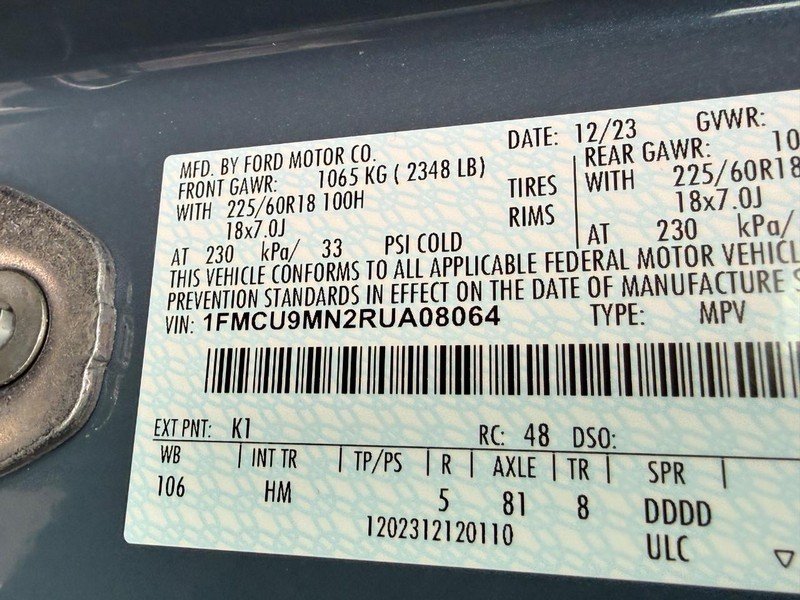 DATE: 12/23 GVWR:
MFD. BY FORD MOTOR CO.
FRONT GAWR: 1065 KG ( 2348 LB) REAR GAWR: 10
WITH 225/60R18 100H TIRES WITH 225/60R18
18x7.0J RIMS 18x7.0J
AT 230 kPa/ 33 PSI COLD AT 230 kPa/
THIS VEHICLE CONFORMS TO ALL APPLICABLE FEDERAL MOTOR VEHICL
PREVENTION STANDARDS IN EFFECT ON THE DATE OF MANUFACTURE S
VIN: 1FMCU9MN2RUA08064 TYPE: MPV
EXT PNT: K1 RC: 48 DSO:
WB INT TR TP/PS R AXLE TR SPR
106 HM 5 81 8 DDDD
1202312120110 ULC